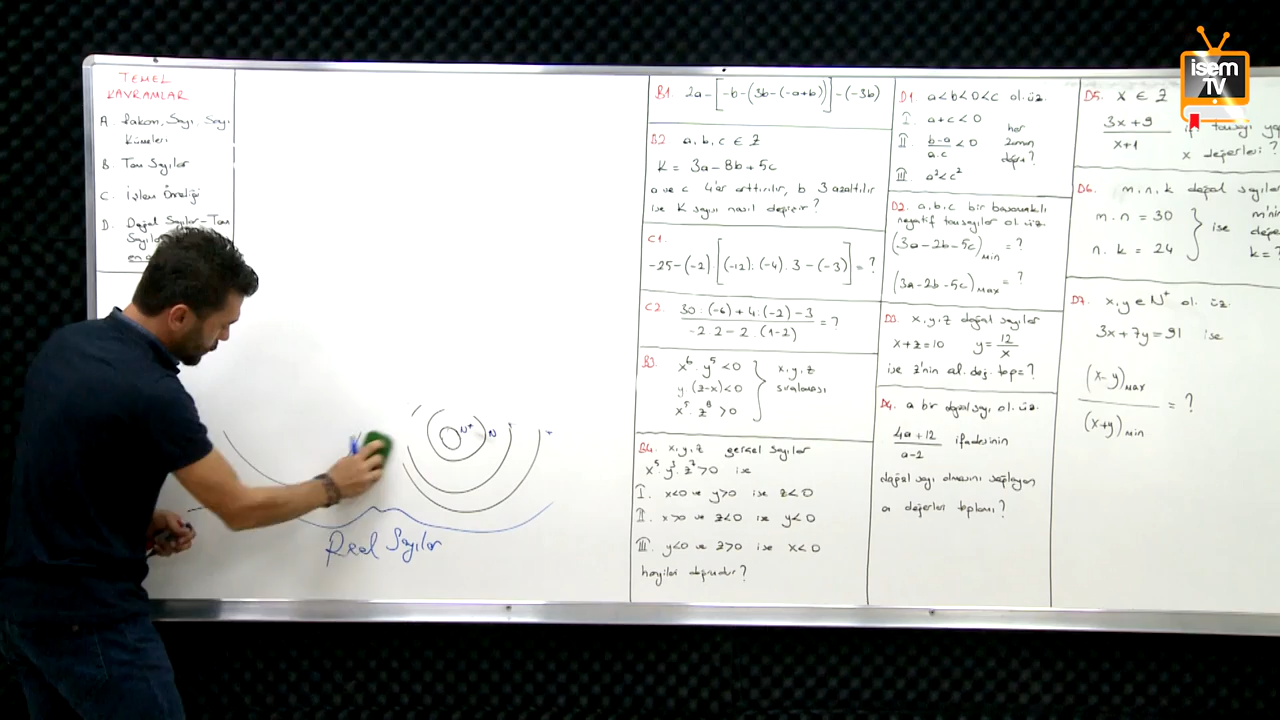 TEMEL
KAVRAMLAR
A. Rakam, Sayı, Sayı
Kümeleri
B. Tam Sayılar
C. İşlem Önceliği
D. Doğal Sayılar - Tam
N+ N
Reel Sayılar
B1. 2a-[-b-(3b-(-a+b))]-(-3b)
B2 a, b, c ∈ Z
K = 3a-8b+5c
a ve c 4'ar arttırılır, b 3 azaltılır
ise K sayısı nasıl değişir?
C1.
-25-(-2)[(-12):(-4).3-(-3)]=?
C2. 30:(-6)+4:(-2)-3
-2.2-2.(1-2) =?
B3 x⁶.y⁵<0
y.(z-x)<0
x⁵.z⁸>0
x, y, z
sıralaması
B4. x,y,z gerçel sayılar
x⁵.y³.z⁷>0 ise
I. x<0 ve y>0 ise z<0
II. x>0 ve z<0 ise y<0
III. y<0 ve z>0 ise x<0
hangileri doğrudur?
D1 a<b<0<c ol. üz.
I. a+c<0
II. b-a
a.c <0
III. a²<c²
her
zaman
doğru?
D2. a,b,c bir basamaklı
negatif tamsayılar ol. üz.
(3a-2b-5c)MIN =?
(3a-2b-5c)MAX =?
D3. x,y,z doğal sayılar
x+z=10 y=12/x
ise z'nin al. değ. top=?
D4. a bir doğal sayı ol. üz.
4a+12
a-2 ifadesinin
doğal sayı olmasını sağlayan
a değerler toplamı?
D5. x ∈ Z
3x+9
x+1
x değerleri?
D6. m, n, k doğal sayılar
m.n=30
n.k=24
ise
k=?
D7. x,y∈N+ ol. üz.
3x+7y=91 ise
(x-y)MAX
(x+y)MIN = ?
isem
TV